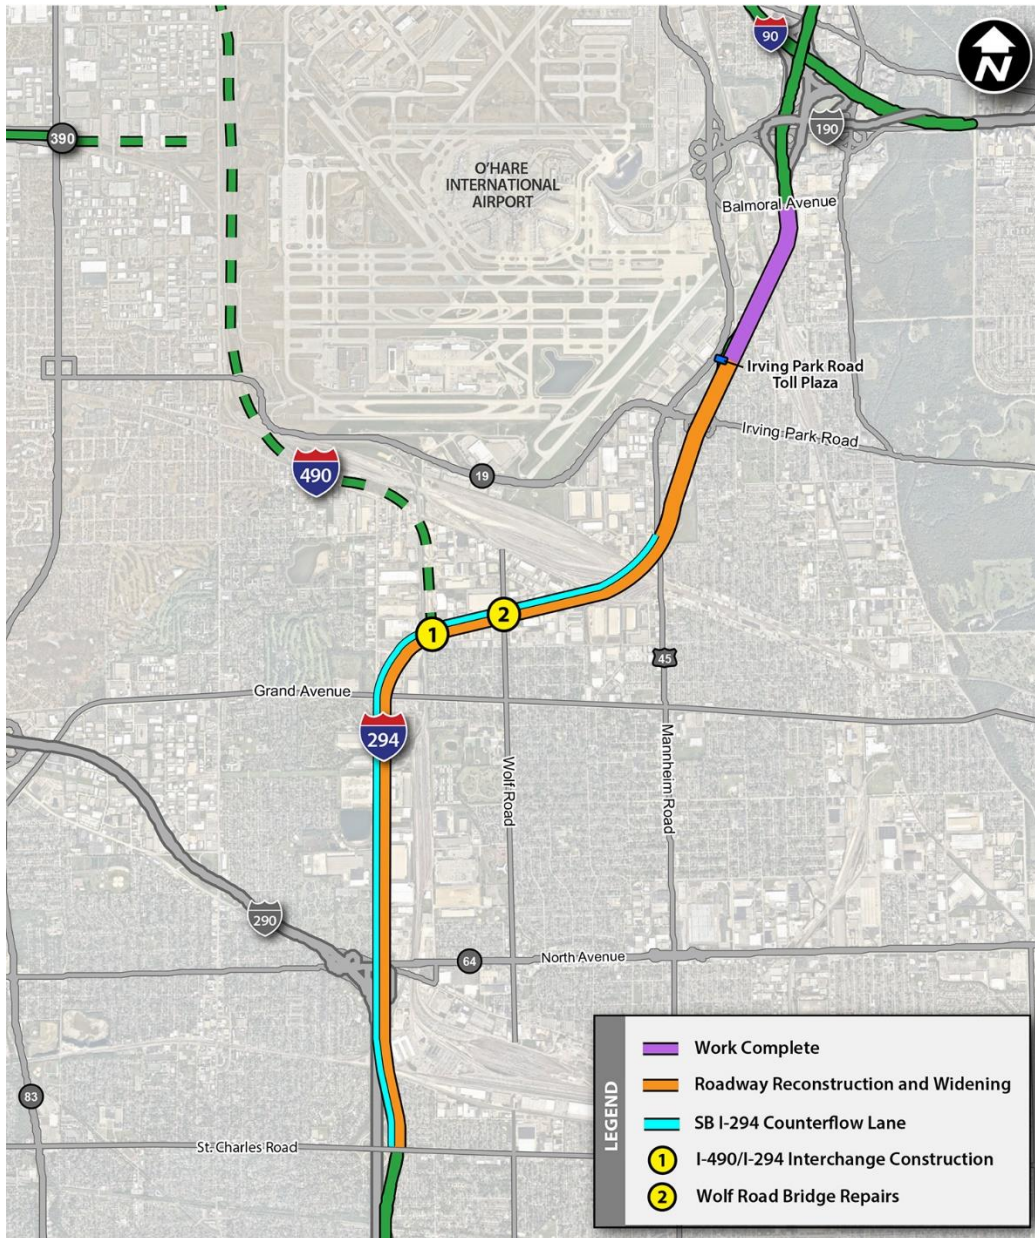 90
N
390
190
O'HARE
INTERNATIONAL
AIRPORT
Balmoral Avenue
Irving Park Road
Toll Plaza
Irving Park Road
490
19
2
1
45
Grand Avenue
294
Wolf Road
Mannheim Road
290
64
North Avenue
83
St. Charles Road
LEGEND
Work Complete
Roadway Reconstruction and Widening
SB I-294 Counterflow Lane
1 I-490/I-294 Interchange Construction
2 Wolf Road Bridge Repairs